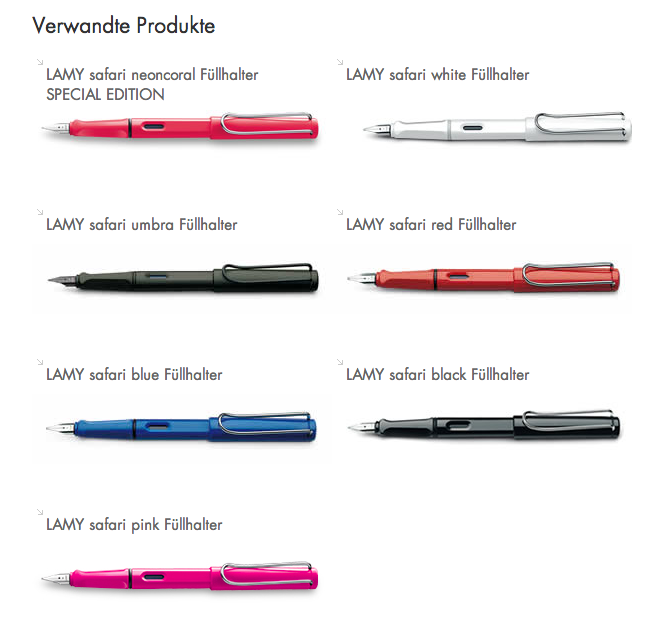 Verwandte Produkte
LAMY safari neoncoral Füllhalter
SPECIAL EDITION
LAMY safari white Füllhalter
LAMY safari umbra Füllhalter
LAMY safari red Füllhalter
LAMY safari blue Füllhalter
LAMY safari black Füllhalter
LAMY safari pink Füllhalter